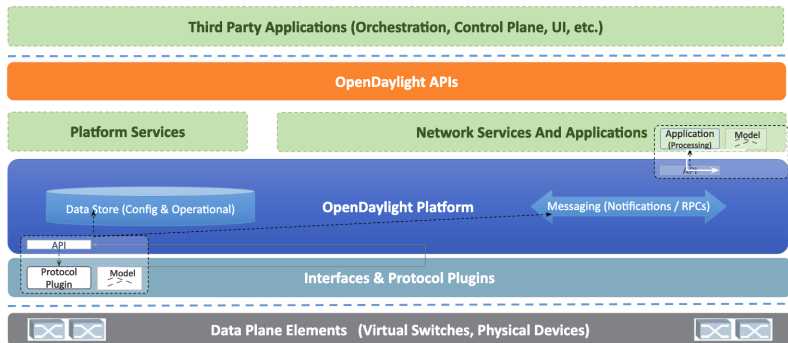 Third Party Applications (Orchestration, Control Plane, UI, etc.)
OpenDaylight APIs
Platform Services
Network Services And Applications
Application
(Processing)
Model
API
Data Store (Config & Operational)
OpenDaylight Platform
Messaging (Notifications / RPCs)
API
Protocol
Plugin
Model
Interfaces & Protocol Plugins
Data Plane Elements (Virtual Switches, Physical Devices)